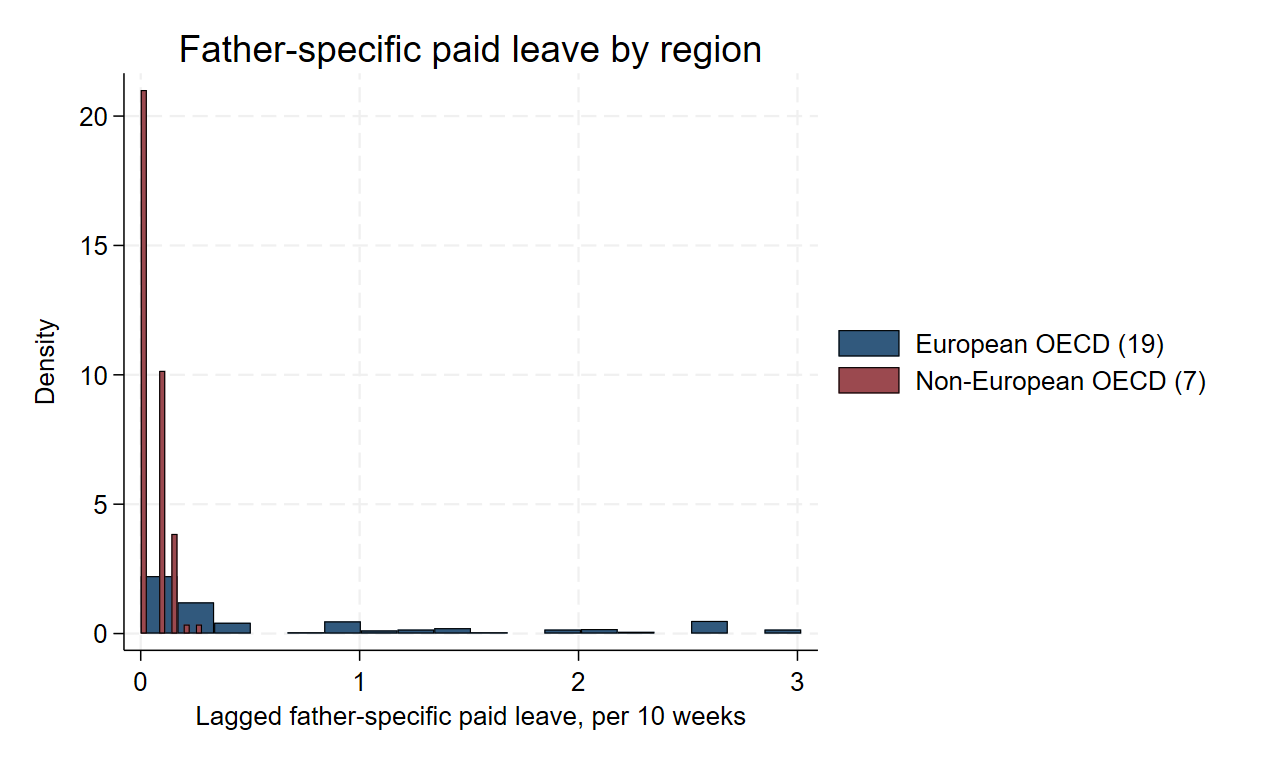 Father-specific paid leave by region
20
15
10
5
0
Density
0 1 2 3
Lagged father-specific paid leave, per 10 weeks
European OECD (19)
Non-European OECD (7)